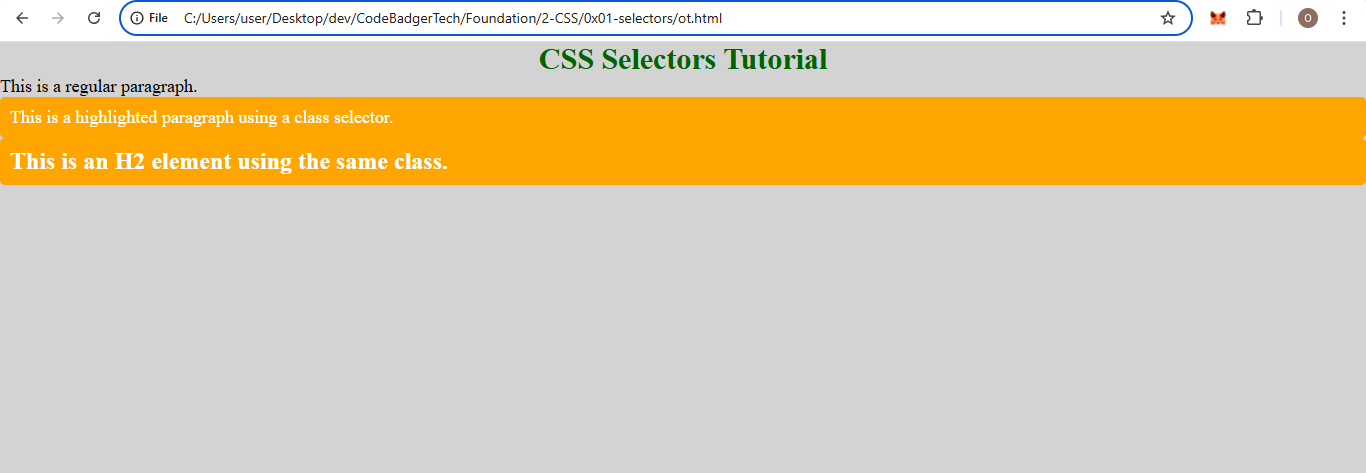 File C:/Users/user/Desktop/dev/CodeBadgerTech/Foundation/2-CSS/0x01-selectors/ot.html O
CSS Selectors Tutorial
This is a regular paragraph.
This is a highlighted paragraph using a class selector.
This is an H2 element using the same class.